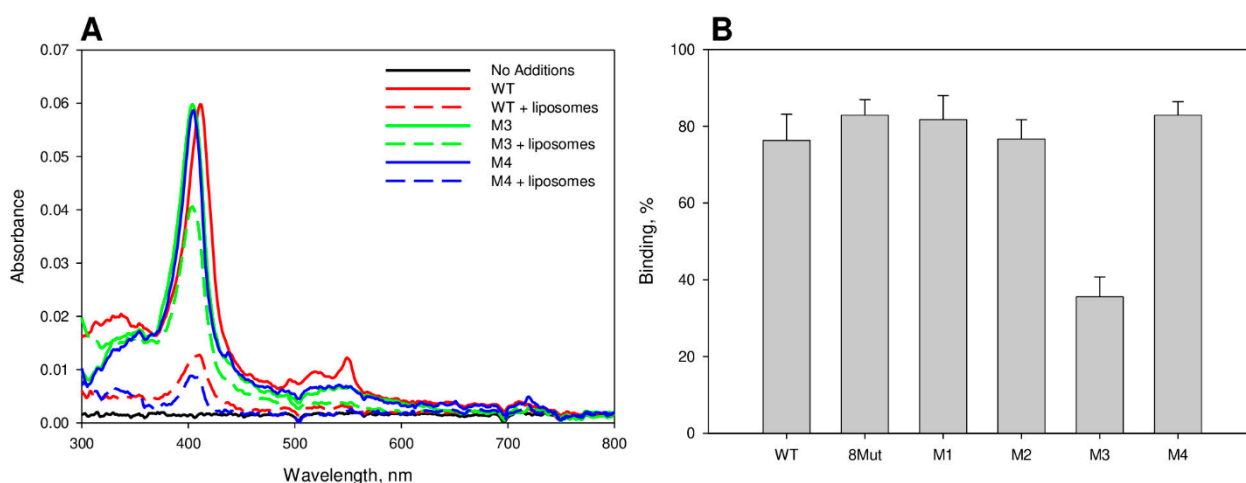 A
0.07
0.06
0.05
0.04
0.03
0.02
0.01
0.00
Absorbance
300 400 500 600 700 800
Wavelength, nm
No Additions
WT
WT + liposomes
M3
M3 + liposomes
M4
M4 + liposomes
B
100
80
60
40
20
0
Binding, %
WT 8Mut M1 M2 M3 M4